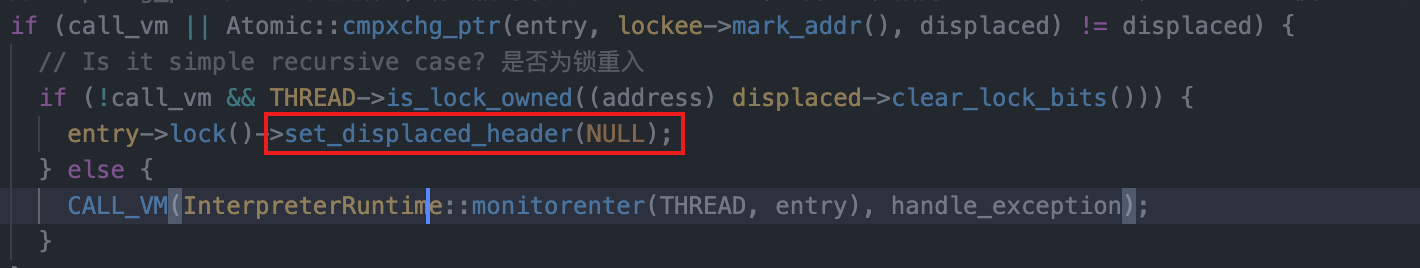 if (call_vm || Atomic::cmpxchg_ptr(entry, lockee->mark_addr(), displaced) != displaced) {
// Is it simple recursive case? 是否为锁重入
if (!call_vm && THREAD->is_lock_owned((address) displaced->clear_lock_bits())) {
entry->lock()->set_displaced_header(NULL);
} else {
CALL_VM(InterpreterRuntime::monitorenter(THREAD, entry), handle_exception);
}